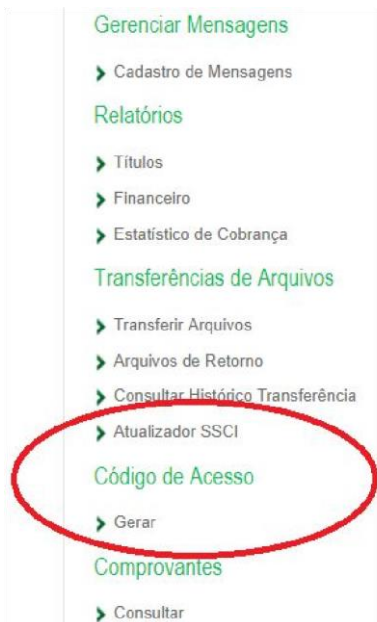 Gerenciar Mensagens
Cadastro de Mensagens
Relatórios
Títulos
Financeiro
Estatístico de Cobrança
Transferências de Arquivos
Transferir Arquivos
Arquivos de Retorno
Consultar Histórico Transferência
Atualizador SSCI
Código de Acesso
Gerar
Comprovantes
Consultar